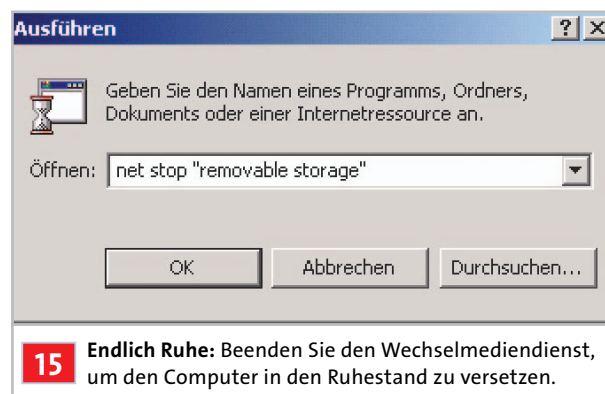 Ausführen
Geben Sie den Namen eines Programms, Ordners,
Dokuments oder einer Internetressource an.
Öffnen: net stop "removable storage"
OK Abbrechen Durchsuchen...
15 Endlich Ruhe: Beenden Sie den Wechselmediendienst,
um den Computer in den Ruhestand zu versetzen.